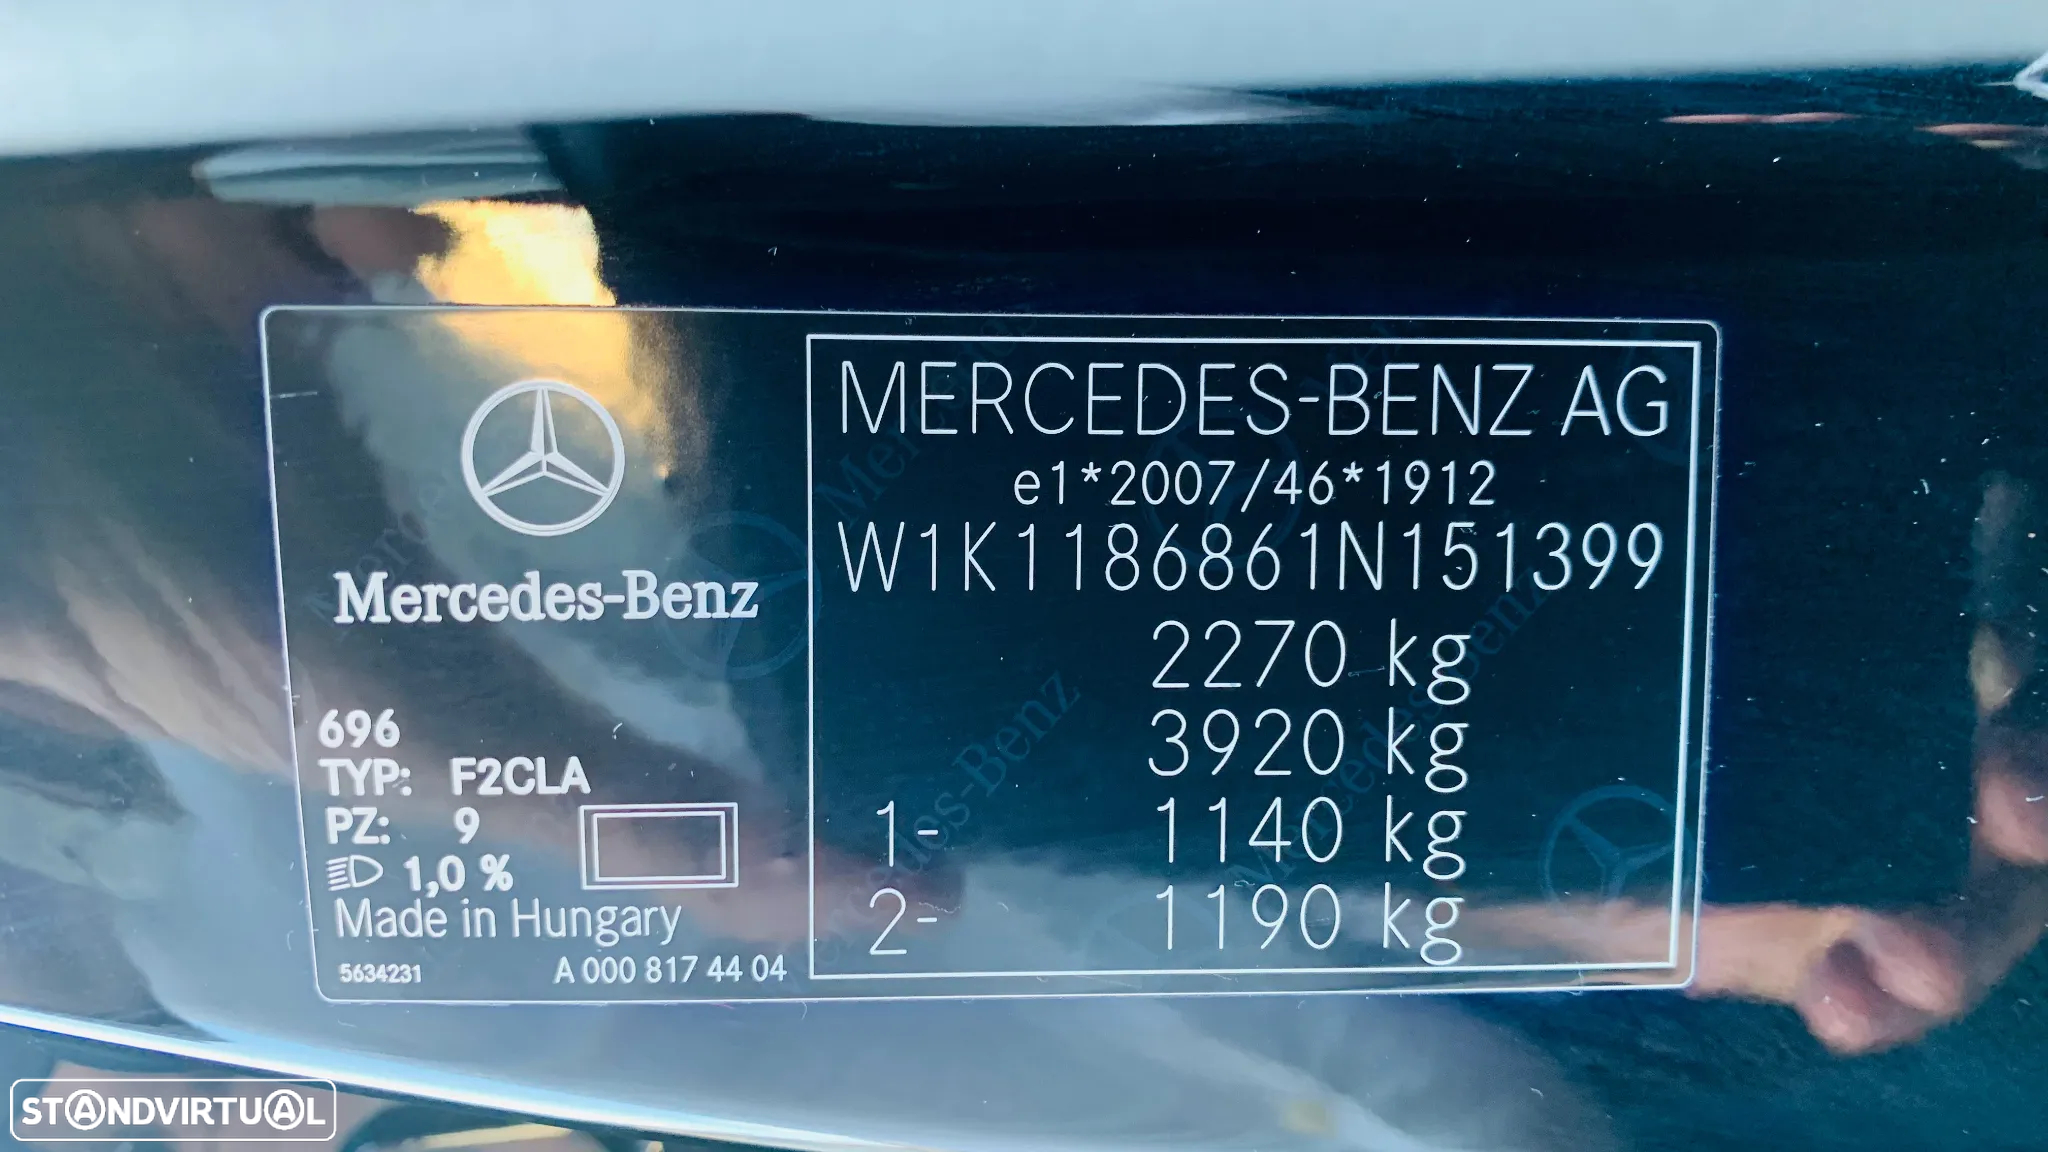 Mercedes-Benz
696
TYP: F2CLA
PZ: 9
1,0 %
Made in Hungary
5634231 A 000 817 44 04
MERCEDES-BENZ AG
e1*2007/46*1912
W1K1186861N151399
2270 kg
3920 kg
1- 1140 kg
2- 1190 kg
STANDVIRTUAL